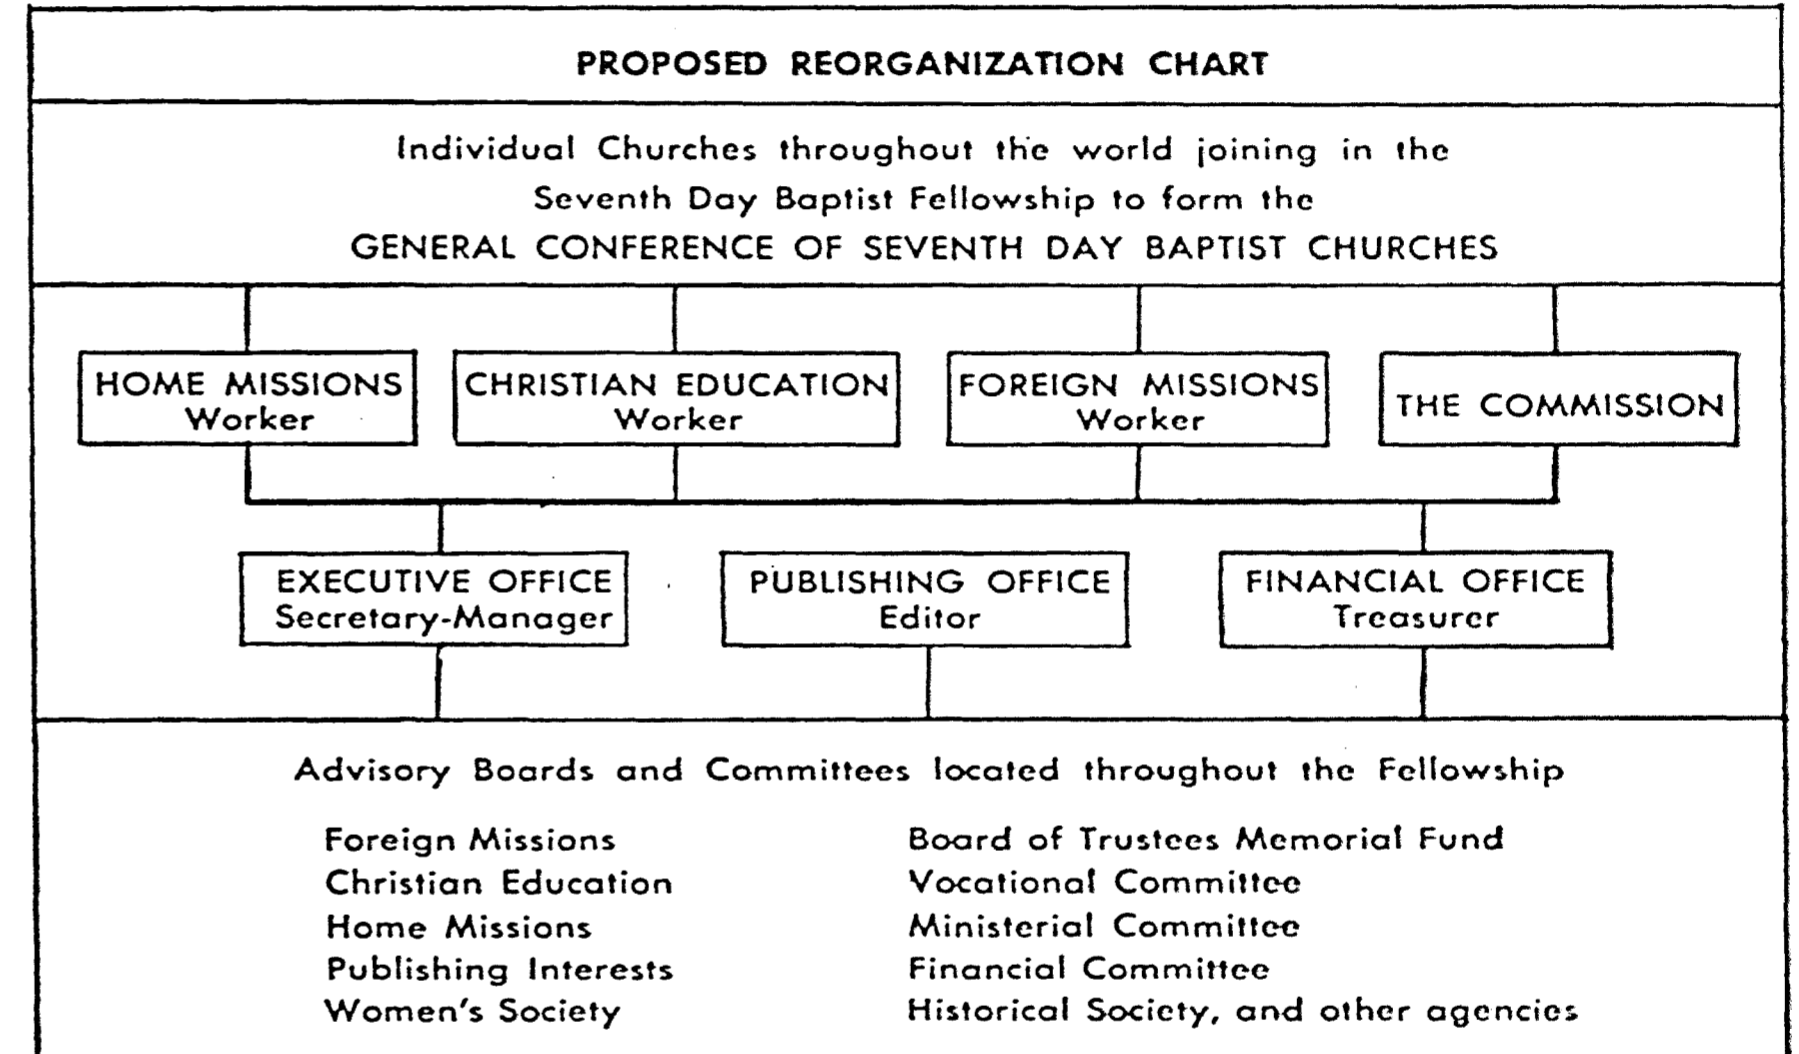 PROPOSED REORGANIZATION CHART
Individual Churches throughout the world joining in the
Seventh Day Baptist Fellowship to form the
GENERAL CONFERENCE OF SEVENTH DAY BAPTIST CHURCHES
HOME MISSIONS
Worker
CHRISTIAN EDUCATION
Worker
FOREIGN MISSIONS
Worker
THE COMMISSION
EXECUTIVE OFFICE
Secretary-Manager
PUBLISHING OFFICE
Editor
FINANCIAL OFFICE
Treasurer
Advisory Boards and Committees located throughout the Fellowship
Foreign Missions
Christian Education
Home Missions
Publishing Interests
Women's Society
Board of Trustees Memorial Fund
Vocational Committee
Ministerial Committee
Financial Committee
Historical Society, and other agencies